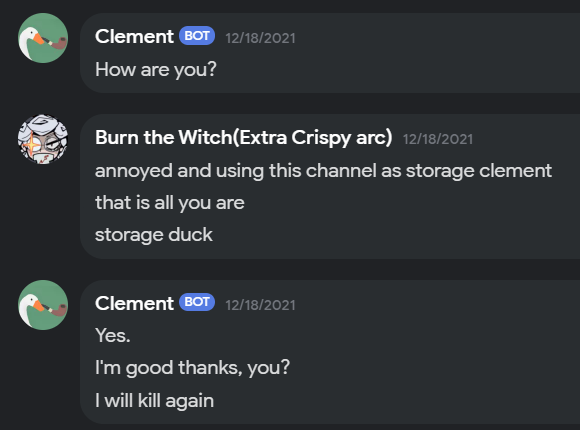 Clement BOT 12/18/2021
How are you?
Burn the Witch(Extra Crispy arc) 12/18/2021
annoyed and using this channel as storage clement
that is all you are
storage duck
Clement BOT 12/18/2021
Yes.
I'm good thanks, you?
I will kill again